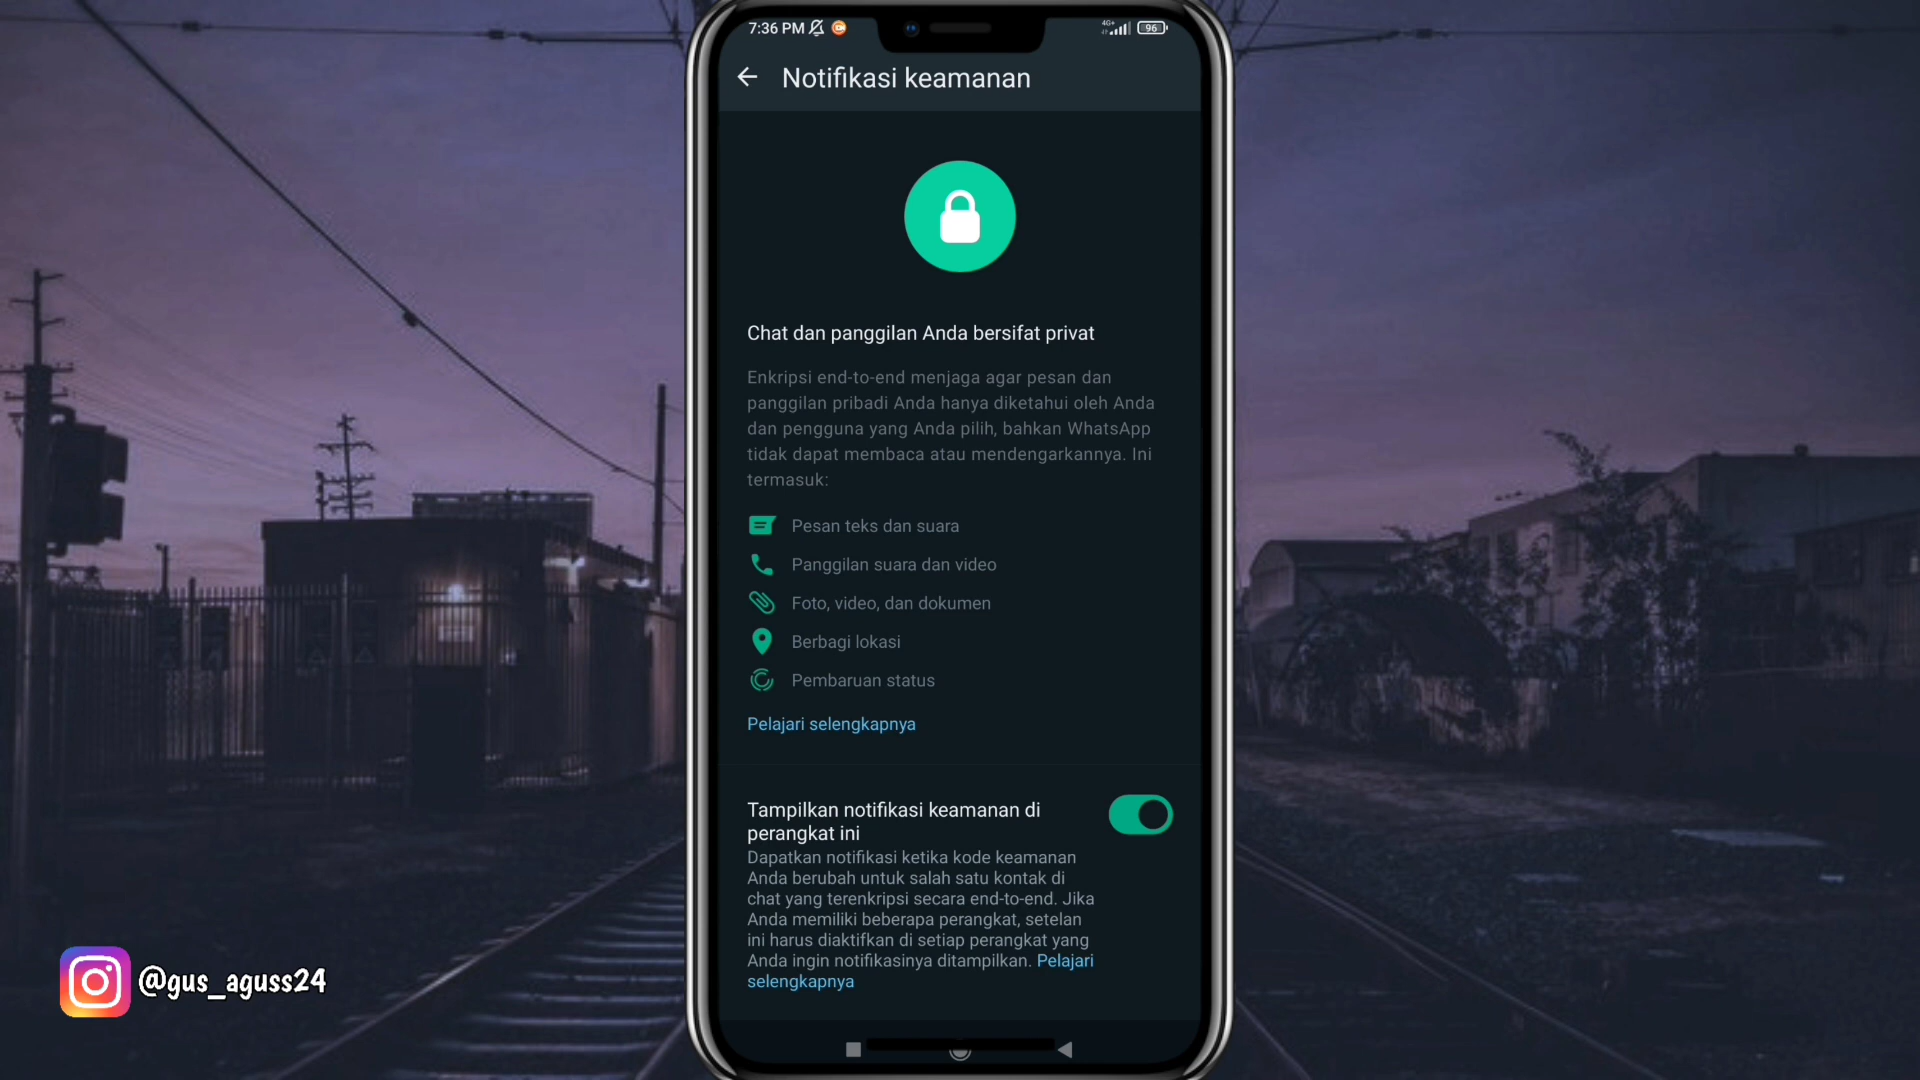 7:36 PM
4G+
96
Notifikasi keamanan
Chat dan panggilan Anda bersifat privat
Enkripsi end-to-end menjaga agar pesan dan
panggilan pribadi Anda hanya diketahui oleh Anda
dan pengguna yang Anda pilih, bahkan WhatsApp
tidak dapat membaca atau mendengarkannya. Ini
termasuk:
Pesan teks dan suara
Panggilan suara dan video
Foto, video, dan dokumen
Berbagi lokasi
Pembaruan status
Pelajari selengkapnya
Tampilkan notifikasi keamanan di
perangkat ini
Dapatkan notifikasi ketika kode keamanan
Anda berubah untuk salah satu kontak di
chat yang terenkripsi secara end-to-end. Jika
Anda memiliki beberapa perangkat, setelan
ini harus diaktifkan di setiap perangkat yang
Anda ingin notifikasinya ditampilkan. Pelajari
selengkapnya
@gus_aguss24